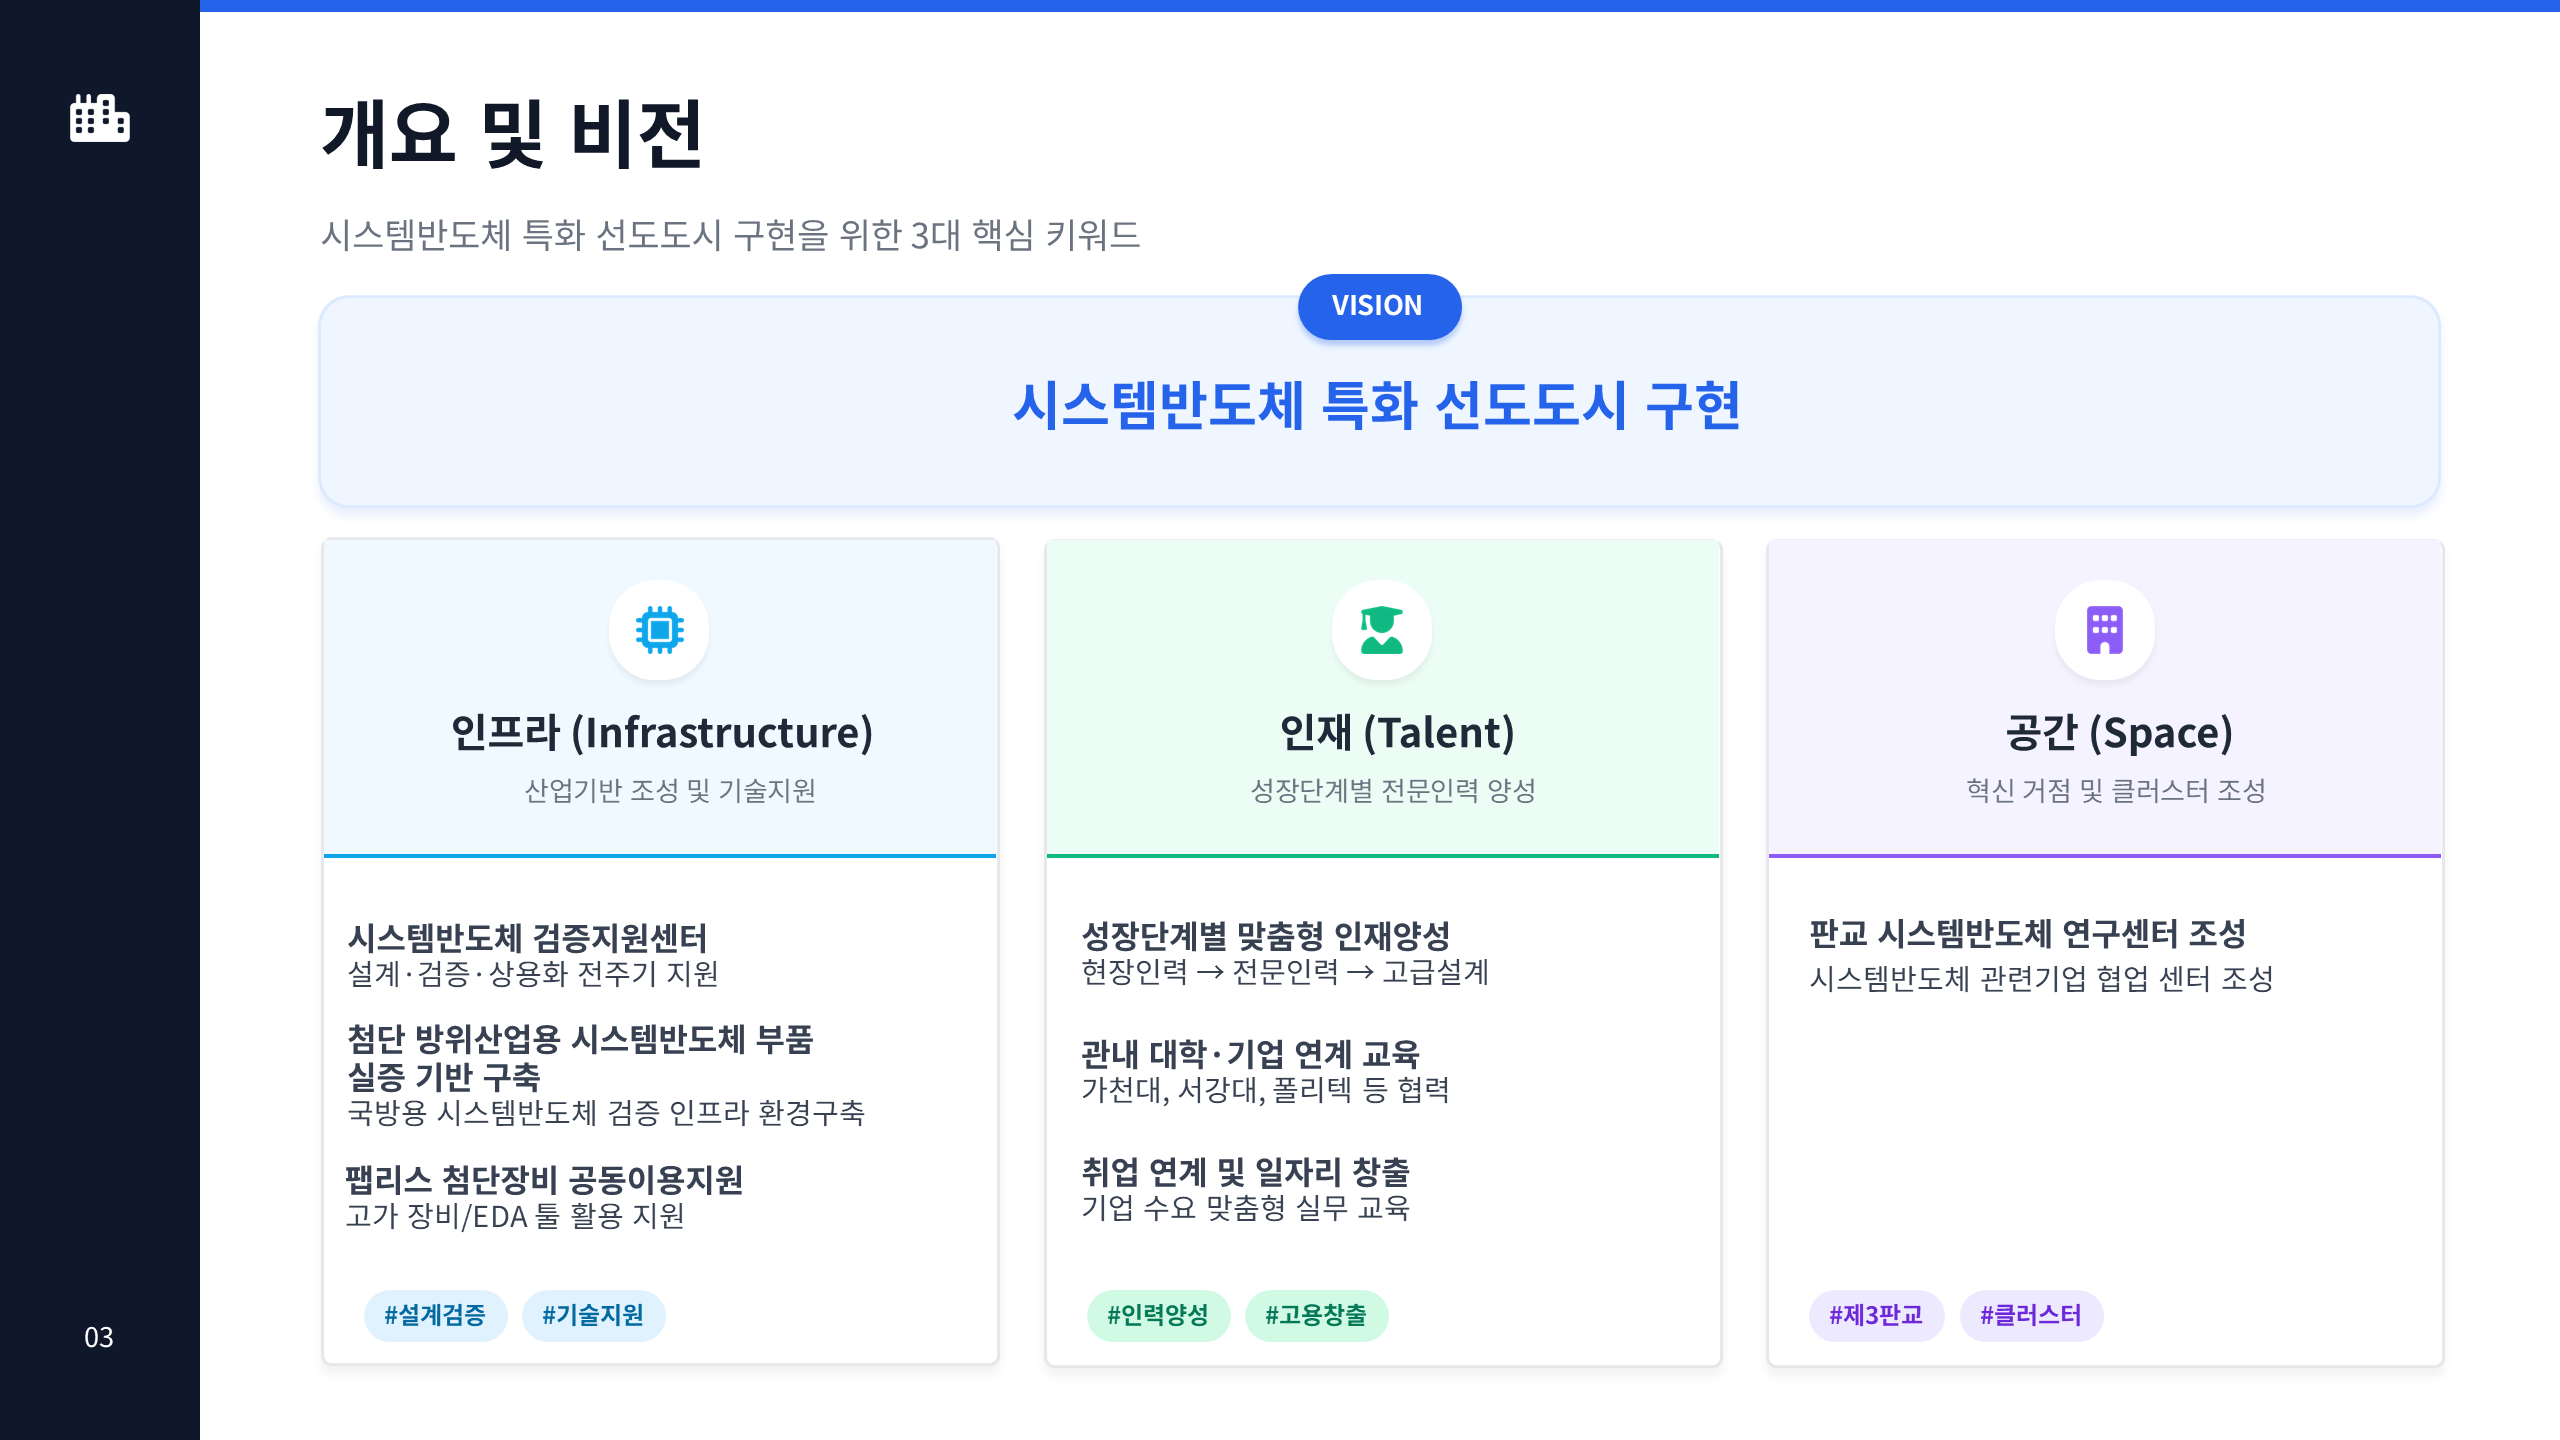 개요 및 비전
시스템반도체 특화 선도도시 구현을 위한 3대 핵심 키워드
VISION
시스템반도체 특화 선도도시 구현
인프라 (Infrastructure)
산업기반 조성 및 기술지원
시스템반도체 검증지원센터
설계·검증·상용화 전주기 지원
첨단 방위산업용 시스템반도체 부품
실증 기반 구축
국방용 시스템반도체 검증 인프라 환경구축
팹리스 첨단장비 공동이용지원
고가 장비/EDA 툴 활용 지원
#설계검증 #기술지원
인재 (Talent)
성장단계별 전문인력 양성
성장단계별 맞춤형 인재양성
현장인력 → 전문인력 → 고급설계
관내 대학·기업 연계 교육
가천대, 서강대, 폴리텍 등 협력
취업 연계 및 일자리 창출
기업 수요 맞춤형 실무 교육
#인력양성 #고용창출
공간 (Space)
혁신 거점 및 클러스터 조성
판교 시스템반도체 연구센터 조성
시스템반도체 관련기업 협업 센터 조성
#제3판교 #클러스터
03